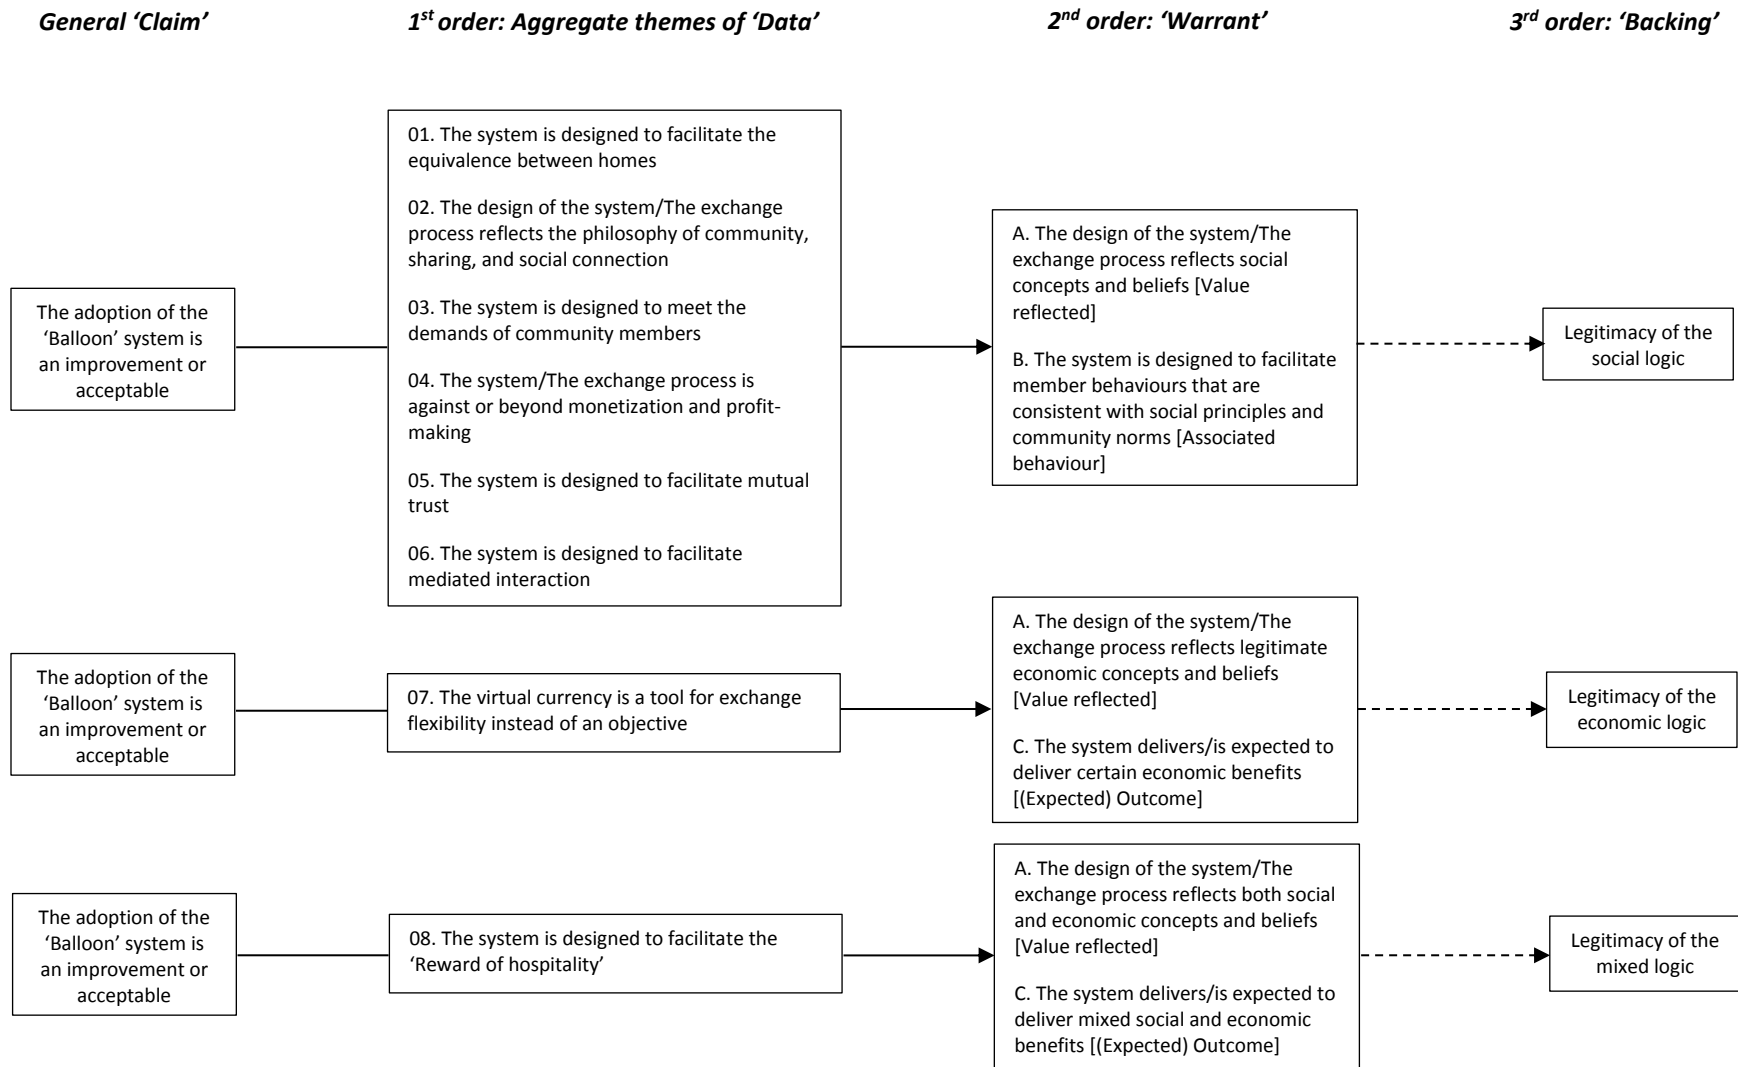 General ‘Claim’
1st order: Aggregate themes of ‘Data’
2nd order: ‘Warrant’
3rd order: ‘Backing’
The adoption of the
‘Balloon’ system is
an improvement or
acceptable
01. The system is designed to facilitate the
equivalence between homes
02. The design of the system/The exchange
process reflects the philosophy of community,
sharing, and social connection
03. The system is designed to meet the
demands of community members
04. The system/The exchange process is
against or beyond monetization and profit-
making
05. The system is designed to facilitate mutual
trust
06. The system is designed to facilitate
mediated interaction
A. The design of the system/The
exchange process reflects social
concepts and beliefs [Value
reflected]
B. The system is designed to facilitate
member behaviours that are
consistent with social principles and
community norms [Associated
behaviour]
Legitimacy of the
social logic
The adoption of the
‘Balloon’ system is
an improvement or
acceptable
07. The virtual currency is a tool for exchange
flexibility instead of an objective
A. The design of the system/The
exchange process reflects legitimate
economic concepts and beliefs
[Value reflected]
C. The system delivers/is expected to
deliver certain economic benefits
[(Expected) Outcome]
Legitimacy of the
economic logic
The adoption of the
‘Balloon’ system is
an improvement or
acceptable
08. The system is designed to facilitate the
‘Reward of hospitality’
A. The design of the system/The
exchange process reflects both social
and economic concepts and beliefs
[Value reflected]
C. The system delivers/is expected to
deliver mixed social and economic
benefits [(Expected) Outcome]
Legitimacy of the
mixed logic